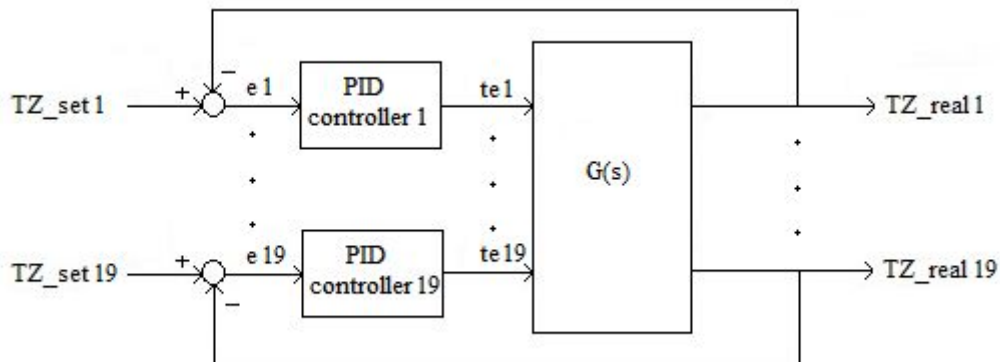 −
TZ_set 1
+
e 1
PID
controller 1
te 1
G(s)
TZ_real 1
TZ_set 19
+
−
e 19
PID
controller 19
te 19
TZ_real 19